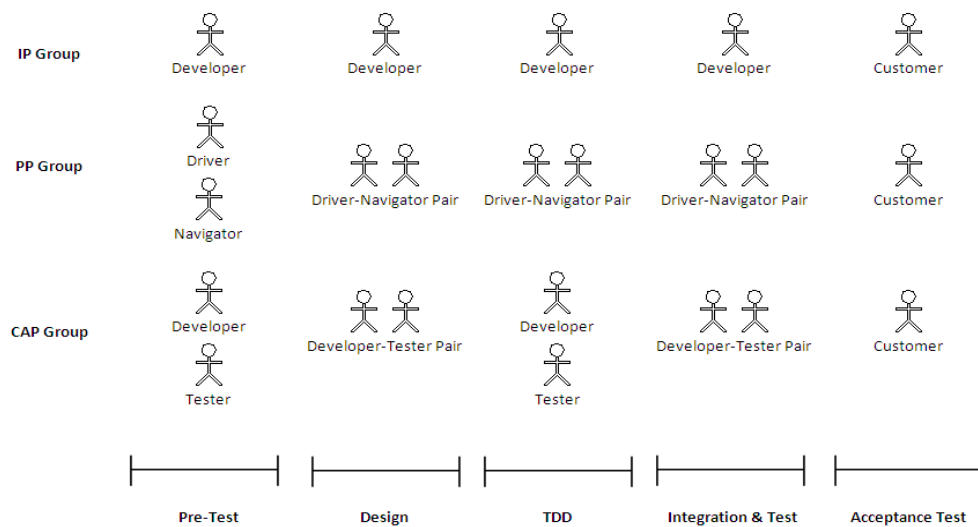 IP Group
Developer
Developer
Developer
Developer
Customer
PP Group
Driver
Navigator
Driver-Navigator Pair
Driver-Navigator Pair
Driver-Navigator Pair
Customer
CAP Group
Developer
Tester
Developer-Tester Pair
Developer
Tester
Developer-Tester Pair
Customer
Pre-Test
Design
TDD
Integration & Test
Acceptance Test